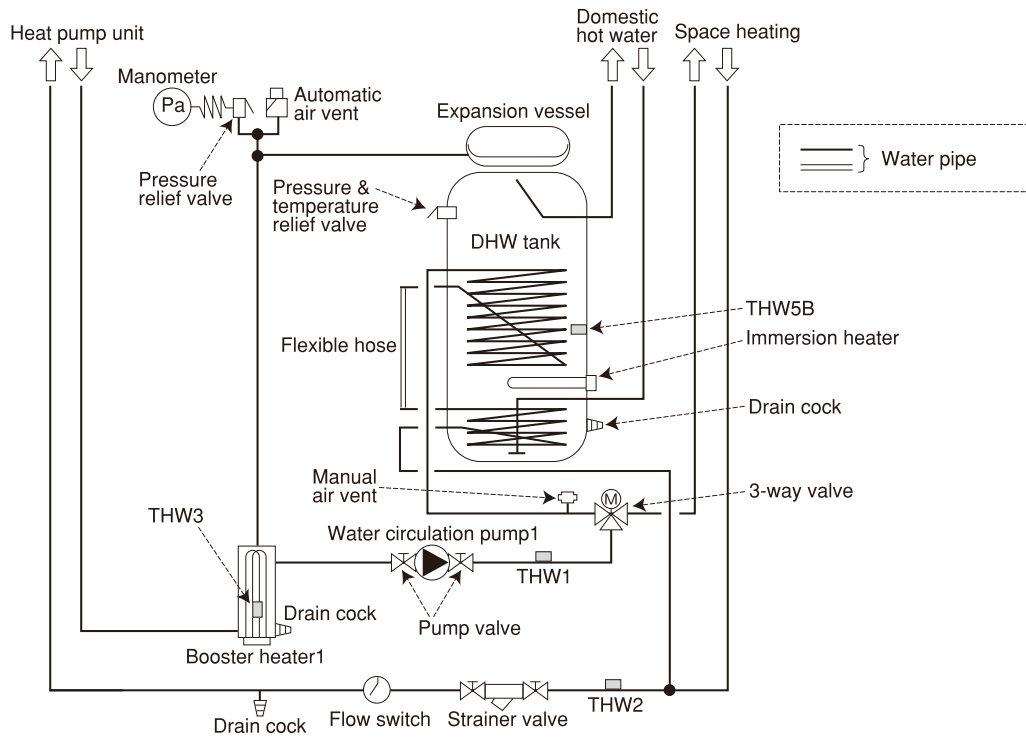 Heat pump unit
Domestic
hot water
Space heating
Manometer
Pa
Automatic
air vent
Expansion vessel
Water pipe
Pressure
relief valve
Pressure &
temperature
relief valve
DHW tank
THW5B
Flexible hose
Immersion heater
Drain cock
Manual
air vent
M
3-way valve
THW3
Water circulation pump1
THW1
Drain cock
Pump valve
Booster heater1
THW2
Drain cock
Flow switch
Strainer valve